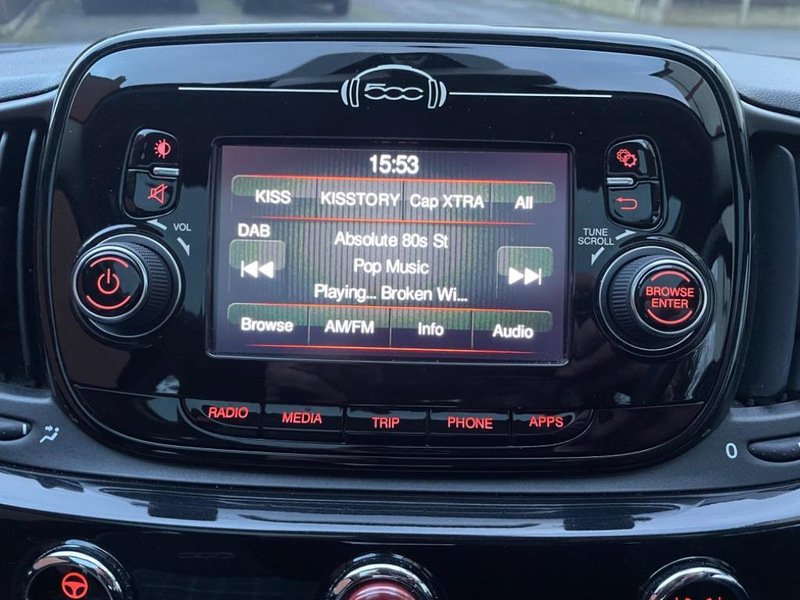 500
15:53
KISS KISSTORY Cap XTRA All
VOL
TUNE
SCROLL
DAB
Absolute 80s St
Pop Music
Playing... Broken Wi...
BROWSE
ENTER
Browse AM/FM Info Audio
RADIO MEDIA TRIP PHONE APPS
0